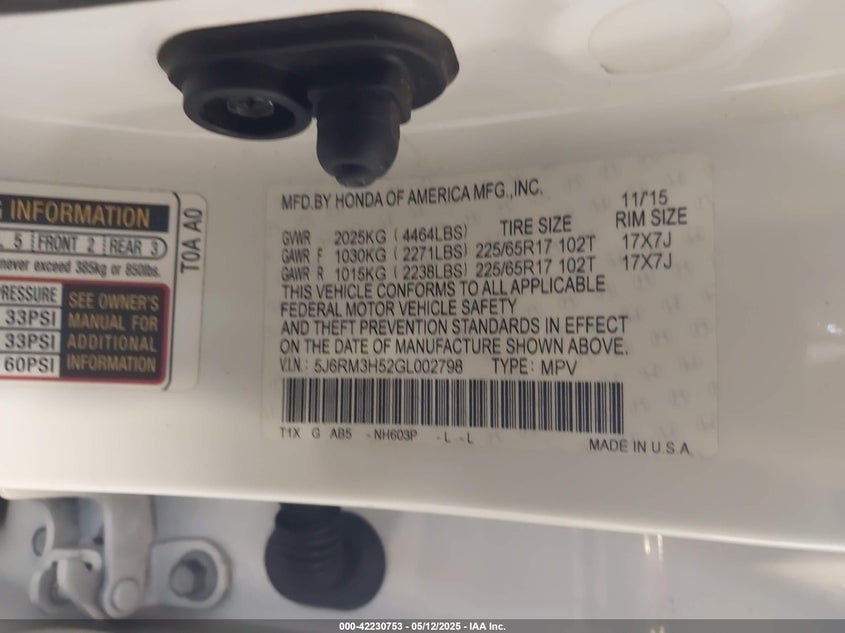 G INFORMATION
5 FRONT 2 REAR 3
never exceed 385kg or 850lbs.
PRESSURE
33PSI
33PSI
60PSI
SEE OWNER'S
MANUAL FOR
ADDITIONAL
INFORMATION
T0A A0
MFD.BY HONDA OF AMERICA MFG.,INC. 11/15
TIRE SIZE RIM SIZE
GVWR 2025KG (4464LBS)
GAWR F 1030KG (2271LBS) 225/65R17 102T 17X7J
GAWR R 1015KG (2238LBS) 225/65R17 102T 17X7J
THIS VEHICLE CONFORMS TO ALL APPLICABLE
FEDERAL MOTOR VEHICLE SAFETY
AND THEFT PREVENTION STANDARDS IN EFFECT
ON THE DATE OF MANUFACTURE SHOWN ABOVE.
V.I.N.: 5J6RM3H52GL002798 TYPE: MPV
T1X G AB5 -NH603P -L -L
MADE IN U.S.A.
000-42230753 - 05/12/2025 - IAA Inc.